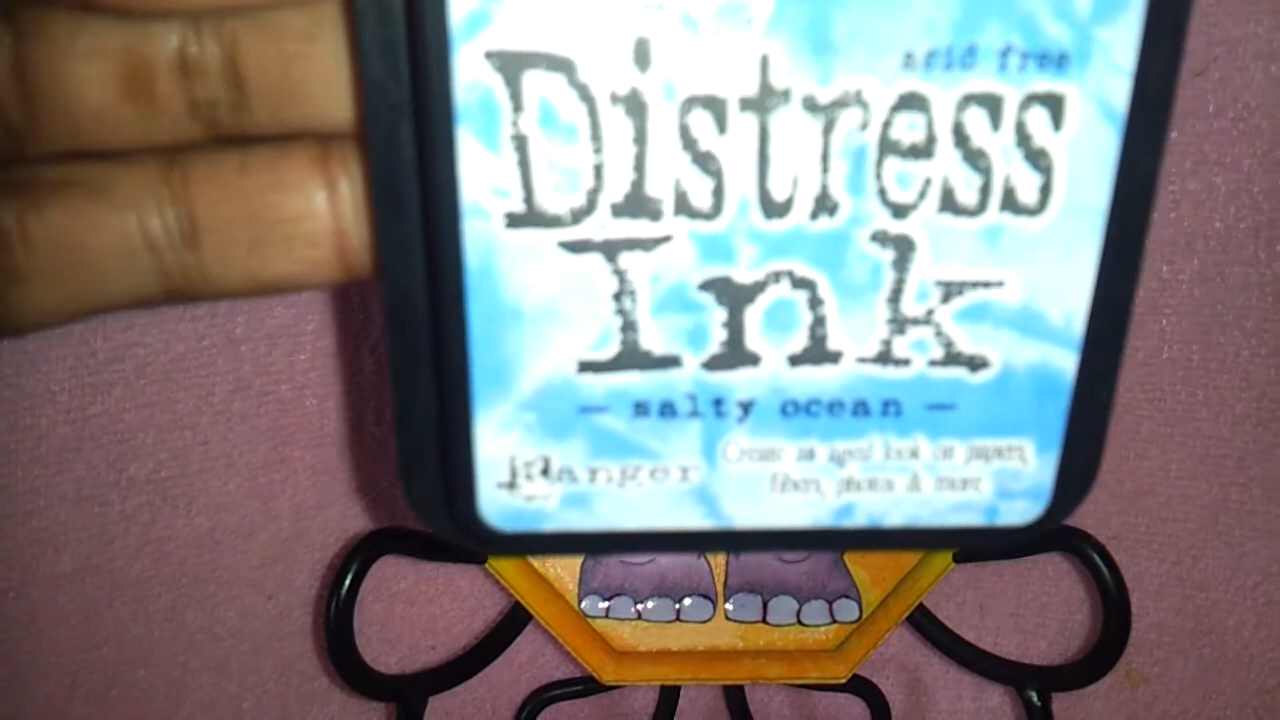 acid free
Distress
Ink
— salty ocean —
Ranger
Create an aged look on papers,
fibers, photos & more